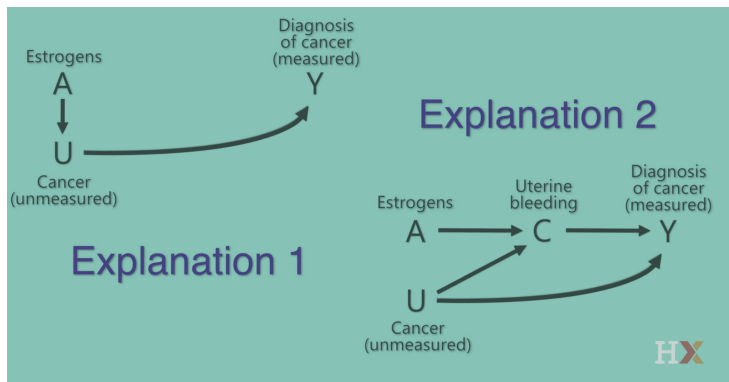 Estrogens
A
U
Cancer
(unmeasured)
Diagnosis
of cancer
(measured)
Y
Explanation 1
Explanation 2
Estrogens
A
Uterine
bleeding
C
Diagnosis
of cancer
(measured)
Y
U
Cancer
(unmeasured)
HX